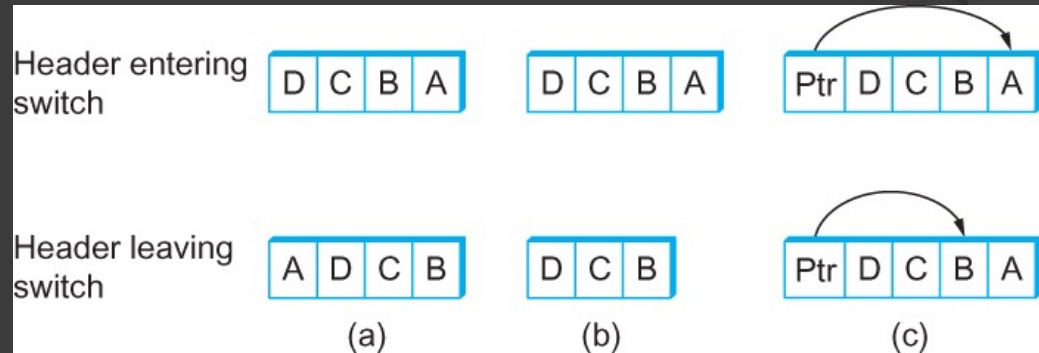 Header entering
switch
D C B A
D C B A
Ptr D C B A
Header leaving
switch
A D C B
D C B
Ptr D C B A
(a)
(b)
(c)